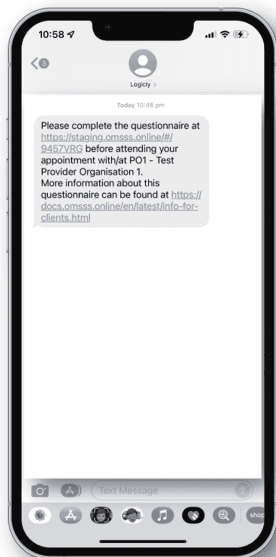 10:58
Logicly >
Today 10:48 pm
Please complete the questionnaire at
https://staging.omsss.online/#/
9457VRG before attending your
appointment with/at PO1 - Test
Provider Organisation 1.
More information about this
questionnaire can be found at https://
docs.omsss.online/en/latest/info-for-
clients.html
Text Message
shop